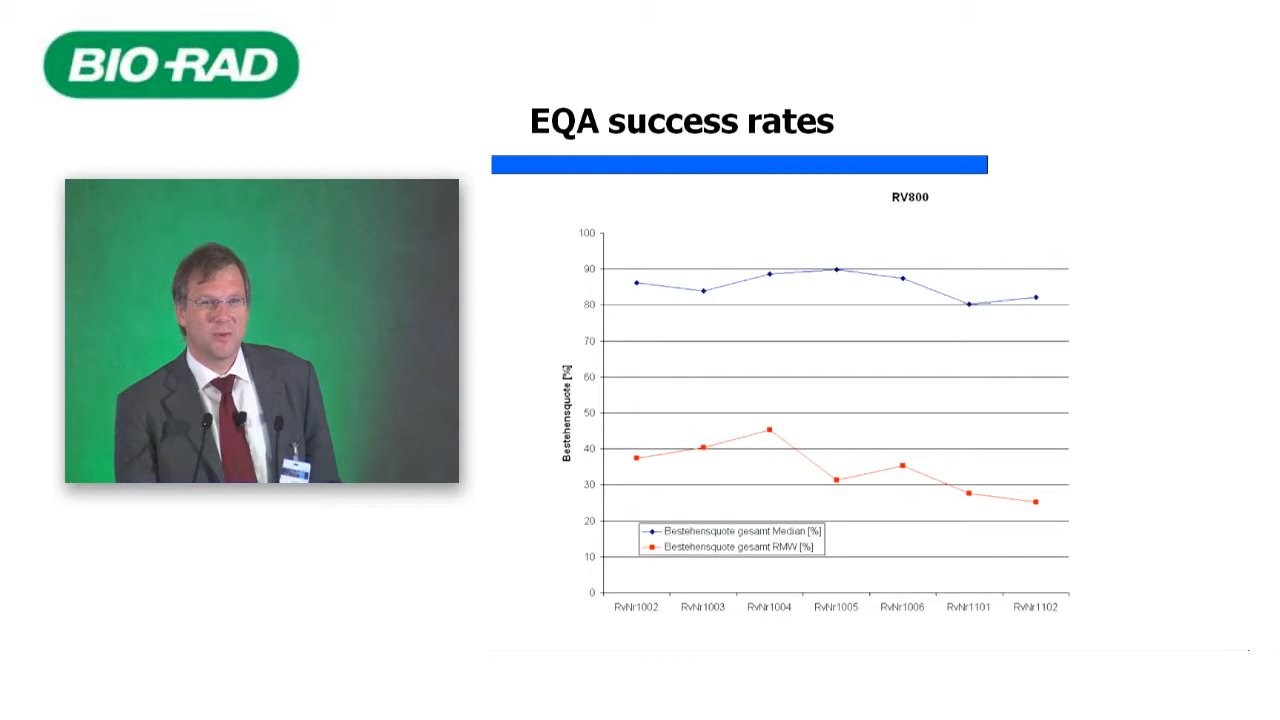 BIO-RAD
EQA success rates
RV800
100
90
80
70
60
50
40
30
20
10
0
Bestehensquote [%]
Bestehensquote gesamt Median [%]
Bestehensquote gesamt RMW [%]
RvNr1002 RvNr1003 RvNr1004 RvNr1005 RvNr1006 RvNr1101 RvNr1102